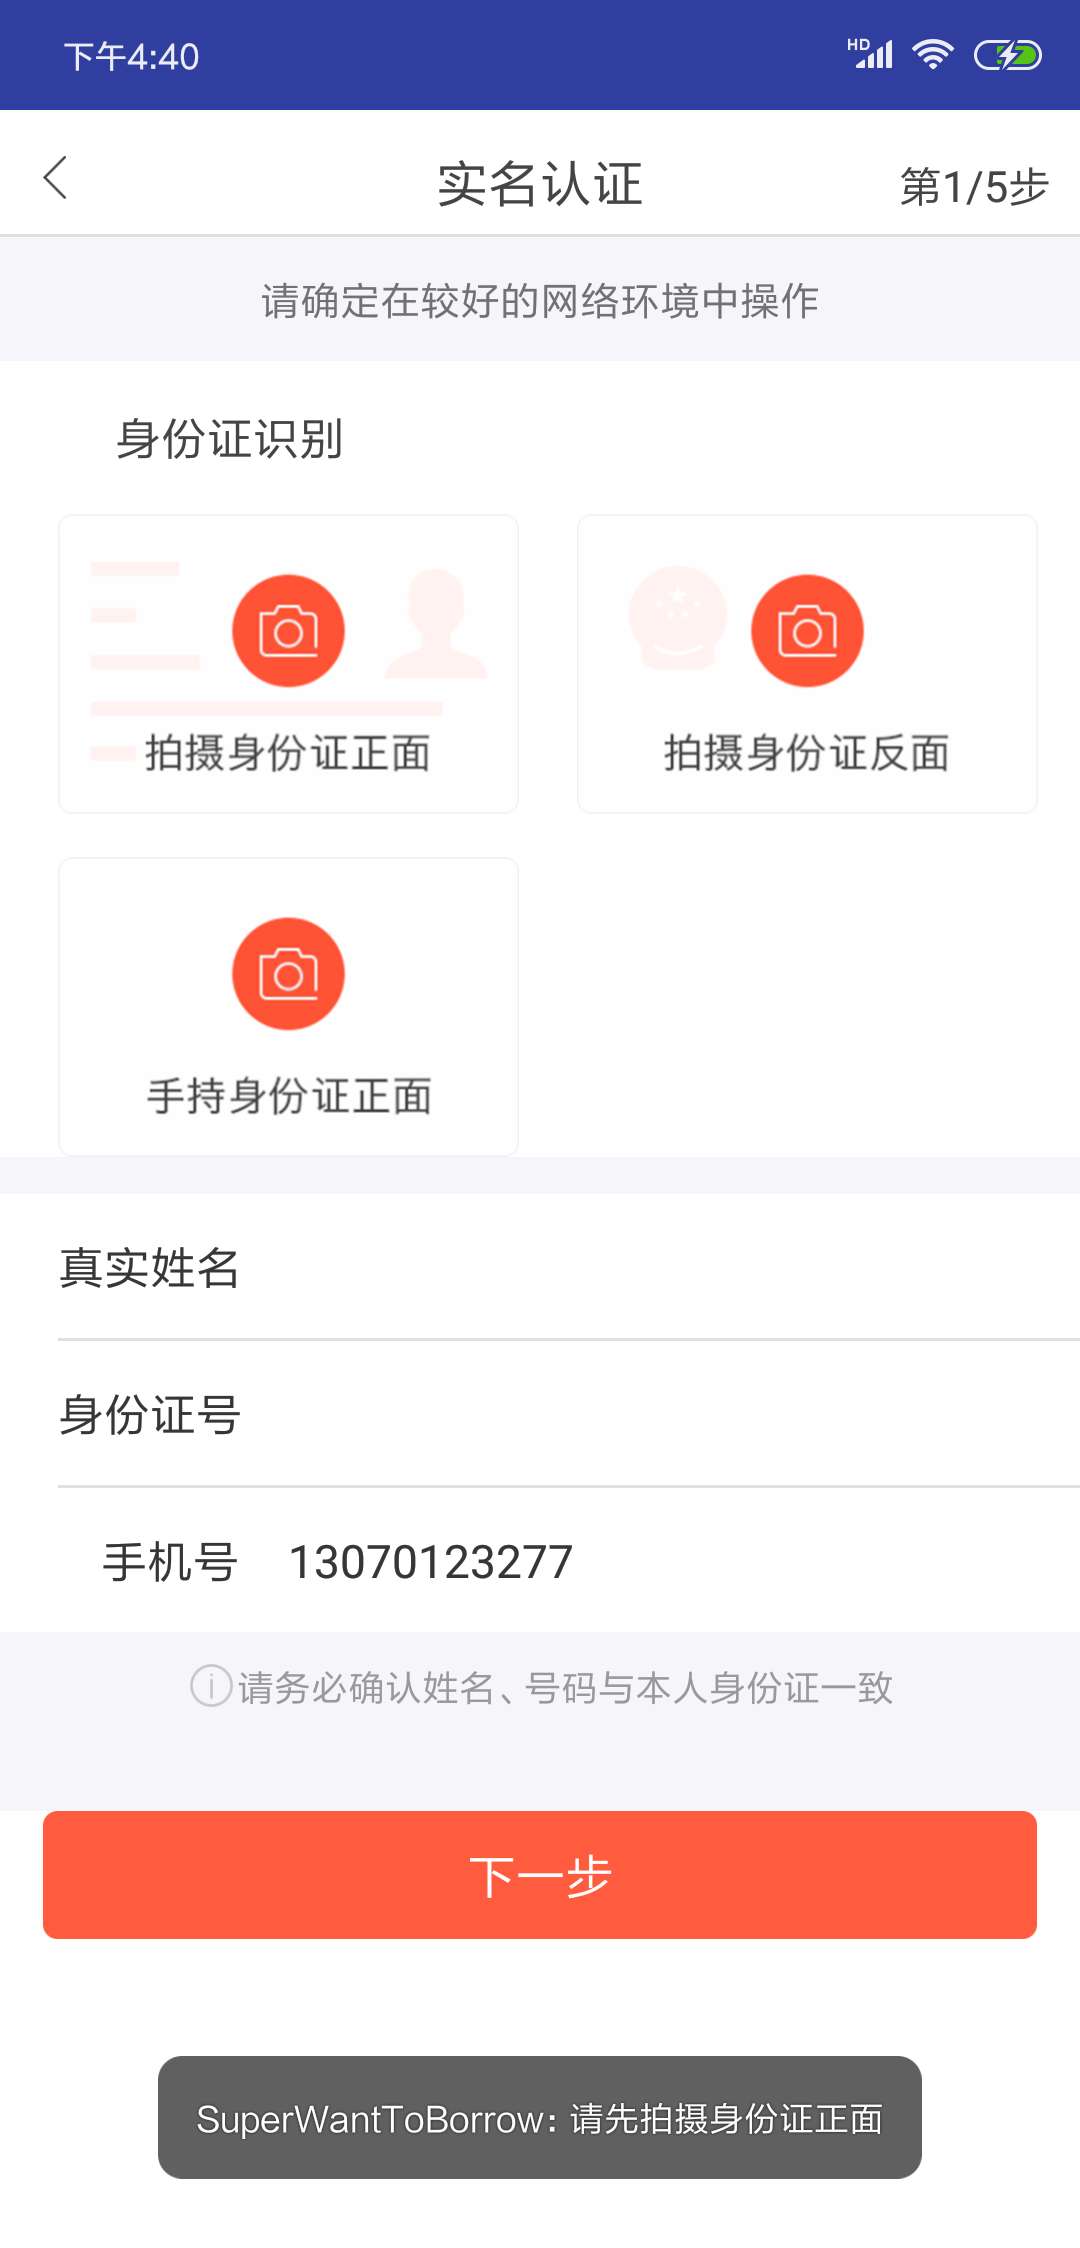 下午4:40
HD
实名认证
第1/5步
请确定在较好的网络环境中操作
身份证识别
拍摄身份证正面
拍摄身份证反面
手持身份证正面
真实姓名
身份证号
手机号 13070123277
请务必确认姓名、号码与本人身份证一致
下一步
SuperWantToBorrow: 请先拍摄身份证正面